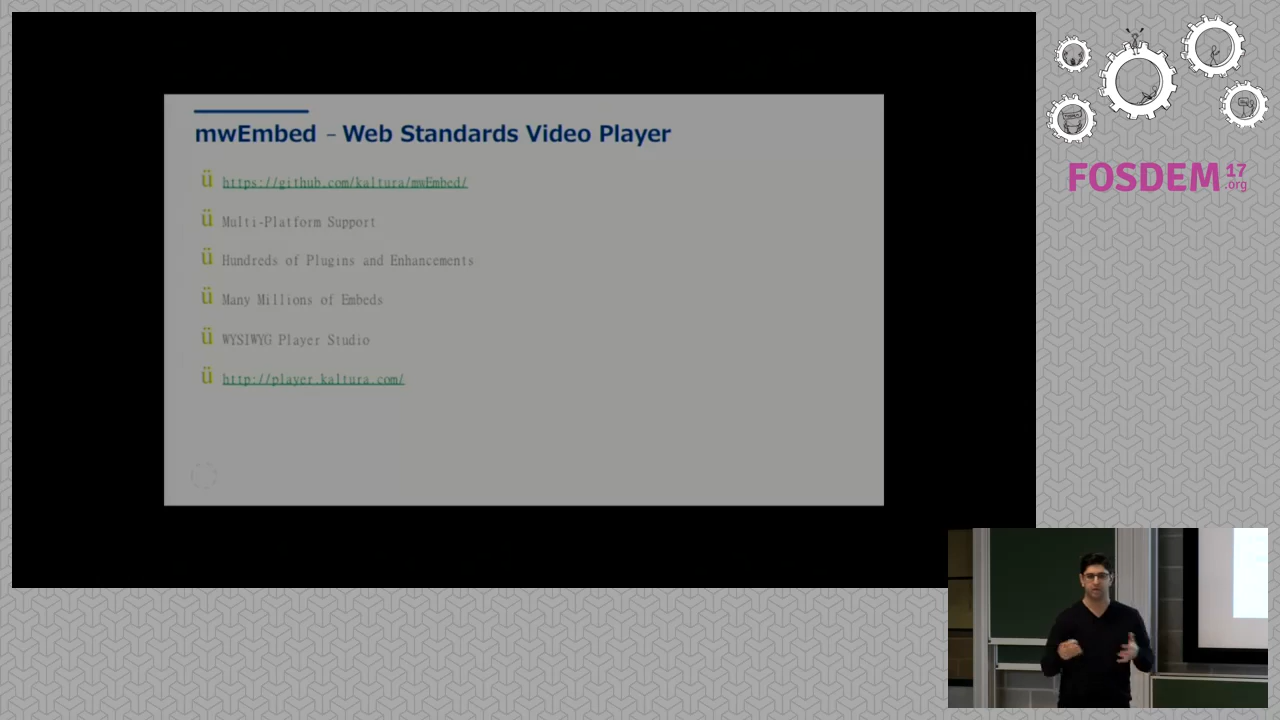 mwEmbed – Web Standards Video Player
ü https://github.com/kaltura/mwEmbed/
ü Multi-Platform Support
ü Hundreds of Plugins and Enhancements
ü Many Millions of Embeds
ü WYSIWYG Player Studio
ü http://player.kaltura.com/
FOSDEM 17
.org